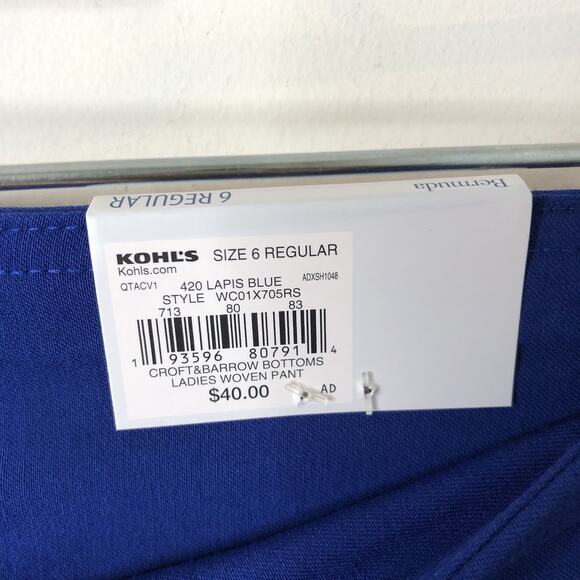 6 REGULAR
Bermuda
KOHL'S SIZE 6 REGULAR
Kohls.com
QTACV1 420 LAPIS BLUE ADXSH1048
STYLE WC01X705RS
713 80 83
1 93596 80791 4
CROFT&BARROW BOTTOMS
LADIES WOVEN PANT
$40.00 AD